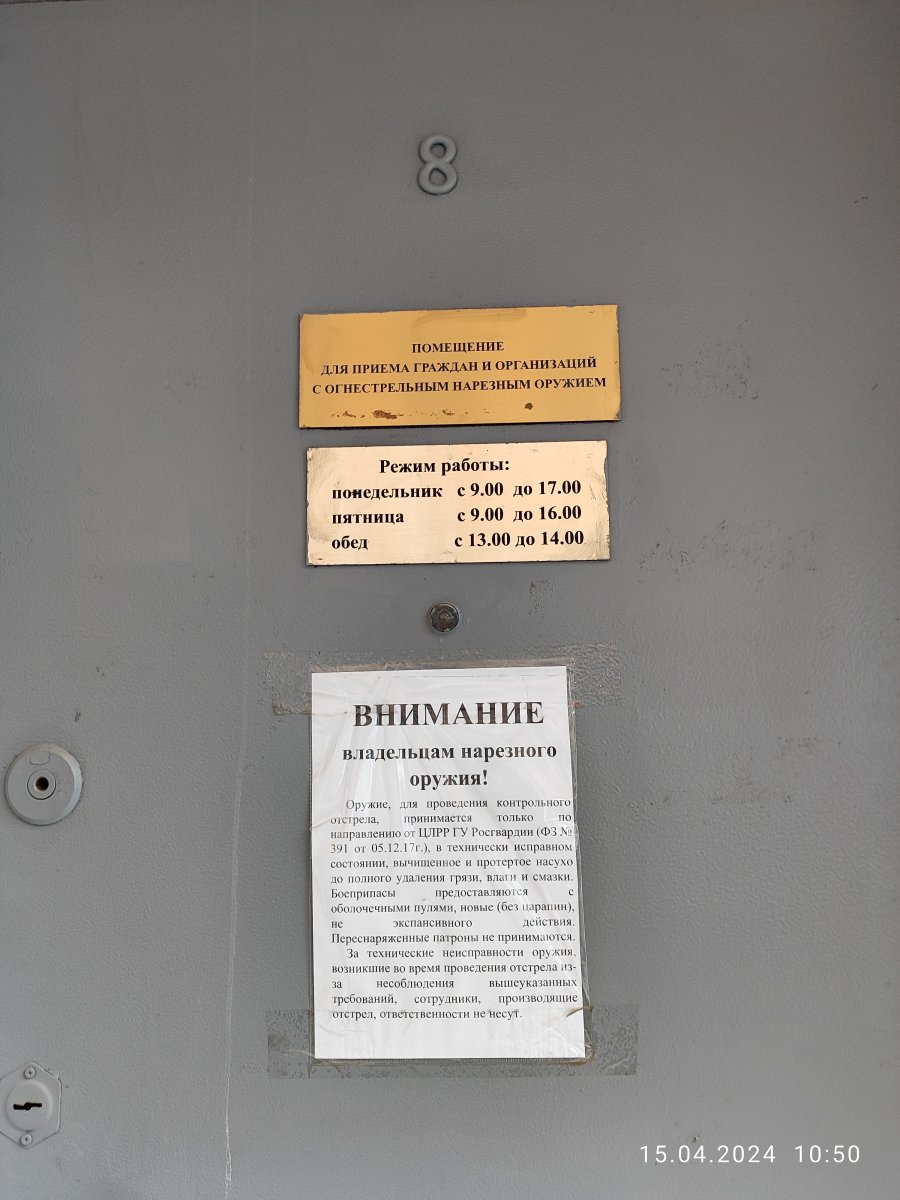 8
ПОМЕЩЕНИЕ
ДЛЯ ПРИЕМА ГРАЖДАН И ОРГАНИЗАЦИЙ
С ОГНЕСТРЕЛЬНЫМ НАРЕЗНЫМ ОРУЖИЕМ
Режим работы:
понедельник с 9.00 до 17.00
пятница с 9.00 до 16.00
обед с 13.00 до 14.00
ВНИМАНИЕ
владельцам нарезного
оружия!
Оружие, для проведения контрольного
отстрела, принимается только по
направлению от ЦЛРР ГУ Росгвардии (ФЗ №
391 от 05.12.17г.), в технически исправном
состоянии, вычищенное и протертое насухо
до полного удаления грязи, влаги и смазки.
Боеприпасы предоставляются с
оболочечными пулями, новые (без царапин),
не экспансивного действия.
Переснаряженные патроны не принимаются.
За технические неисправности оружия,
возникшие во время проведения отстрела из-
за несоблюдения вышеуказанных
требований, сотрудники, производящие
отстрел, ответственности не несут.
15.04.2024 10:50